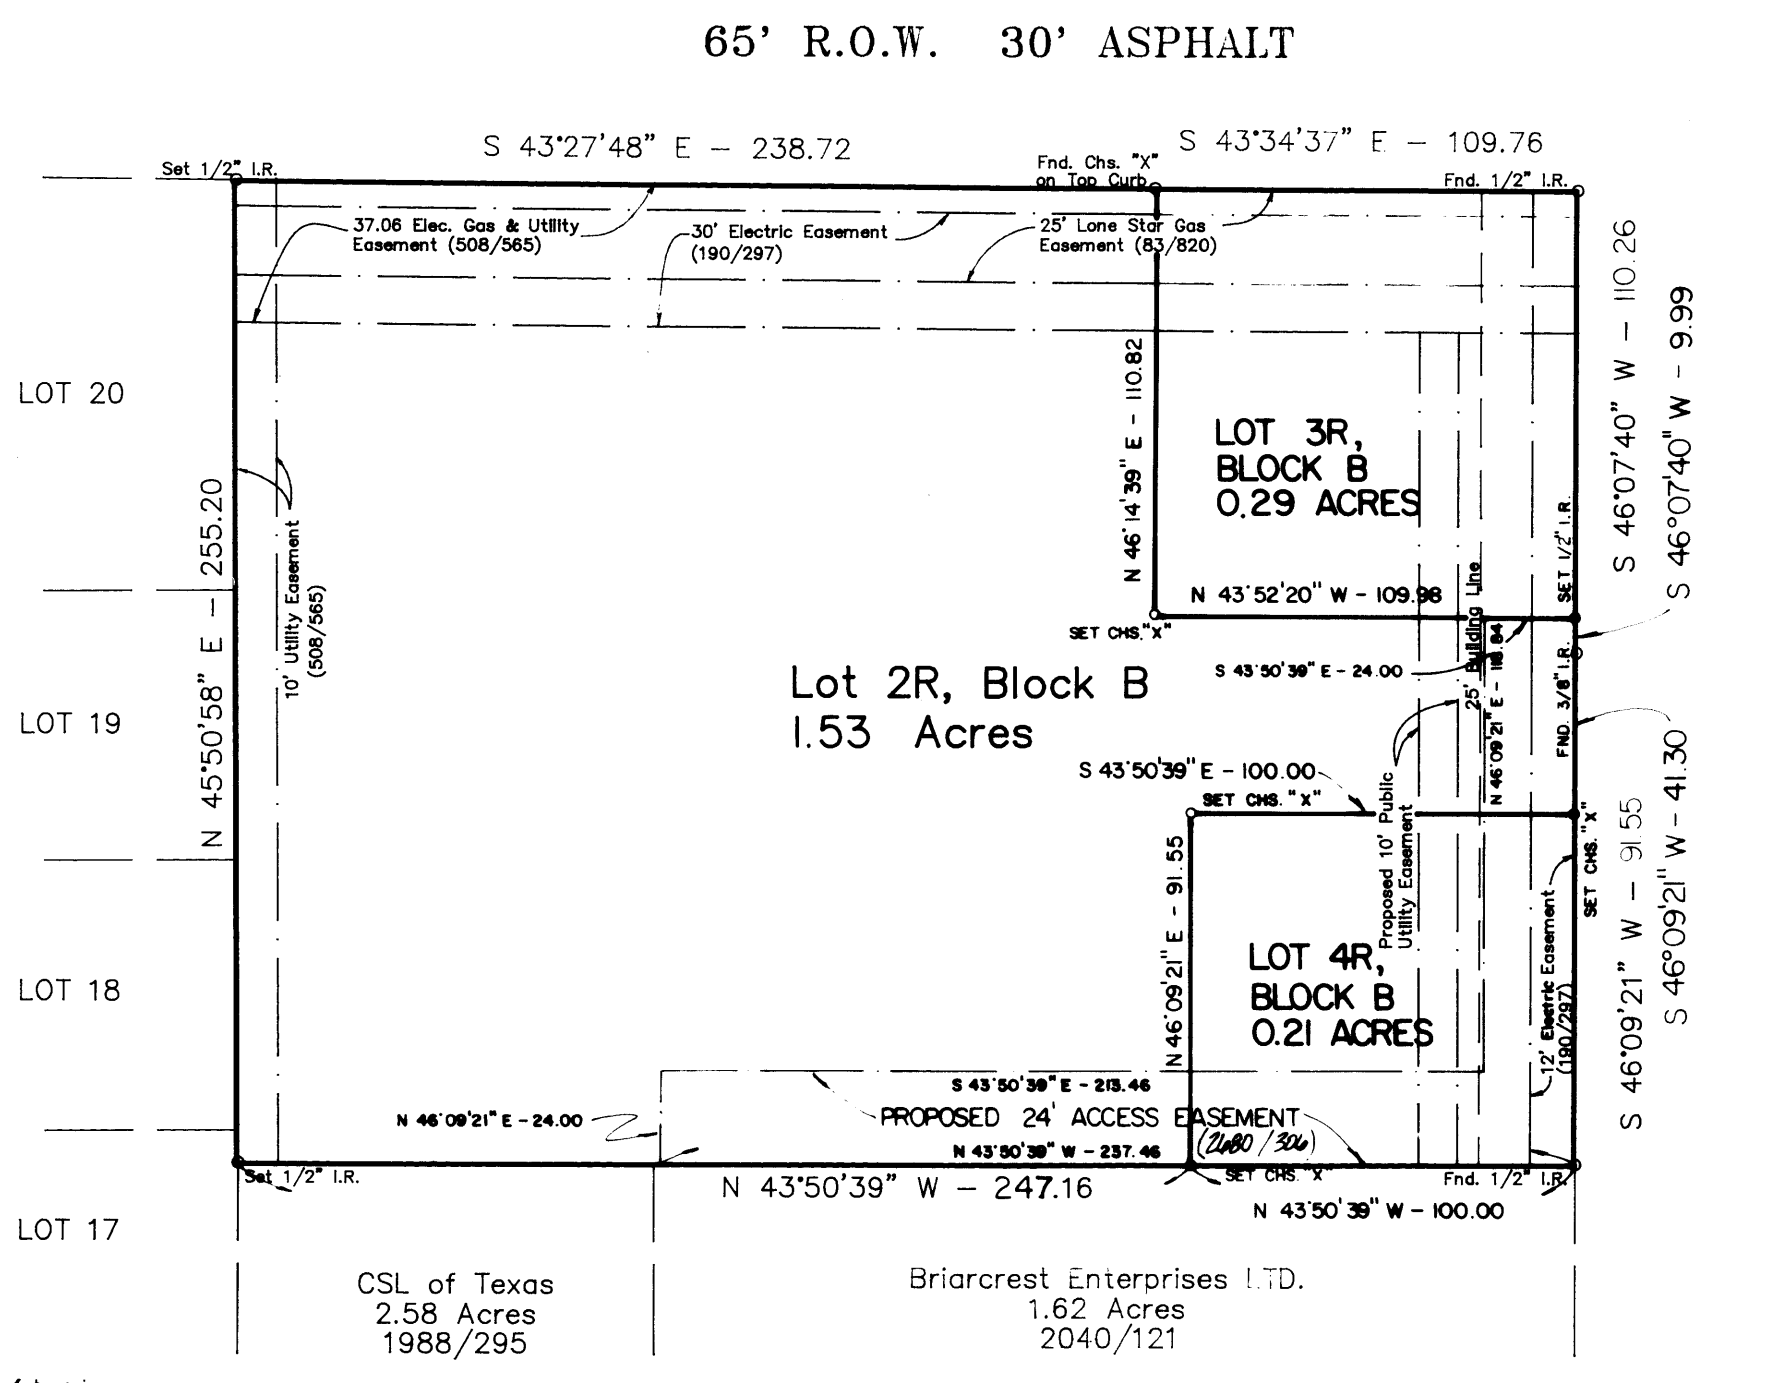 65' R.O.W. 30' ASPHALT
S 43°27'48" E - 238.72
S 43°34'37" E - 109.76
Set 1/2" I.R.
Fnd. Chs. "X"
on Top Curb
Fnd. 1/2" I.R.
37.06 Elec. Gas & Utility
Easement (508/565)
30' Electric Easement
(190/297)
25' Lone Star Gas
Easement (83/820)
S 46°07'40" W - 110.26
S 46°07'40" W - 9.99
LOT 20
N 46°14'39" E - 110.82
LOT 3R,
BLOCK B
0.29 ACRES
N 45°50'58" E - 255.20
10' Utility Easement
(508/565)
SET 1/2" I.R.
N 43°52'20" W - 109.98
SET CHS. "X"
25' Building Line
S 43°50'39" E - 24.00
N 46°09'21" E - 118.84
FND. 3/8" I.R.
Lot 2R, Block B
1.53 Acres
LOT 19
S 43°50'39" E - 100.00
SET CHS. "X"
Proposed 10' Public
Utility Easement
SET CHS. "X"
S 46°09'21" W - 91.55
S 46°09'21" W - 41.30
N 46°09'21" E - 91.55
LOT 4R,
BLOCK B
0.21 ACRES
12' Electric Easement
(190/297)
LOT 18
S 43°50'39" E - 213.46
N 46°09'21" E - 24.00
PROPOSED 24' ACCESS EASEMENT
(2680/306)
N 43°50'39" W - 237.46
Set 1/2" I.R.
N 43°50'39" W - 247.16
SET CHS. "X"
Fnd. 1/2" I.R.
N 43°50'39" W - 100.00
LOT 17
CSL of Texas
2.58 Acres
1988/295
Briarcrest Enterprises LTD.
1.62 Acres
2040/121